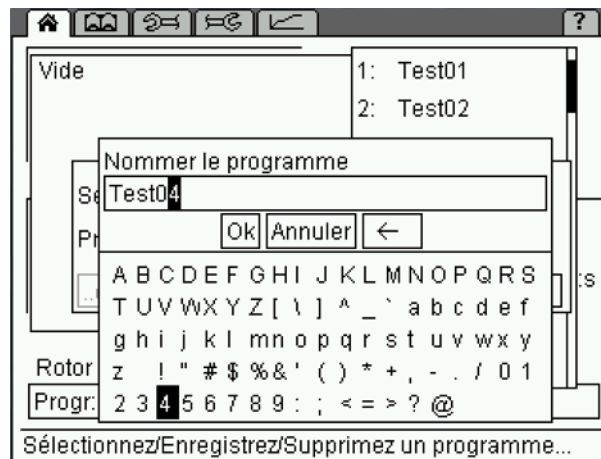 ?
Vide
1: Test01
2: Test02
Nommer le programme
Test04
Ok Annuler ←
A B C D E F G H I J K L M N O P Q R S
T U V W X Y Z [ \ ] ^ _ ` a b c d e f
g h i j k l m n o p q r s t u v w x y
z ! " # $ % & ' ( ) * + , - . / 0 1
2 3 4 5 6 7 8 9 : ; < = > ? @
Rotor
Progr:
Sélectionnez/Enregistrez/Supprimez un programme...